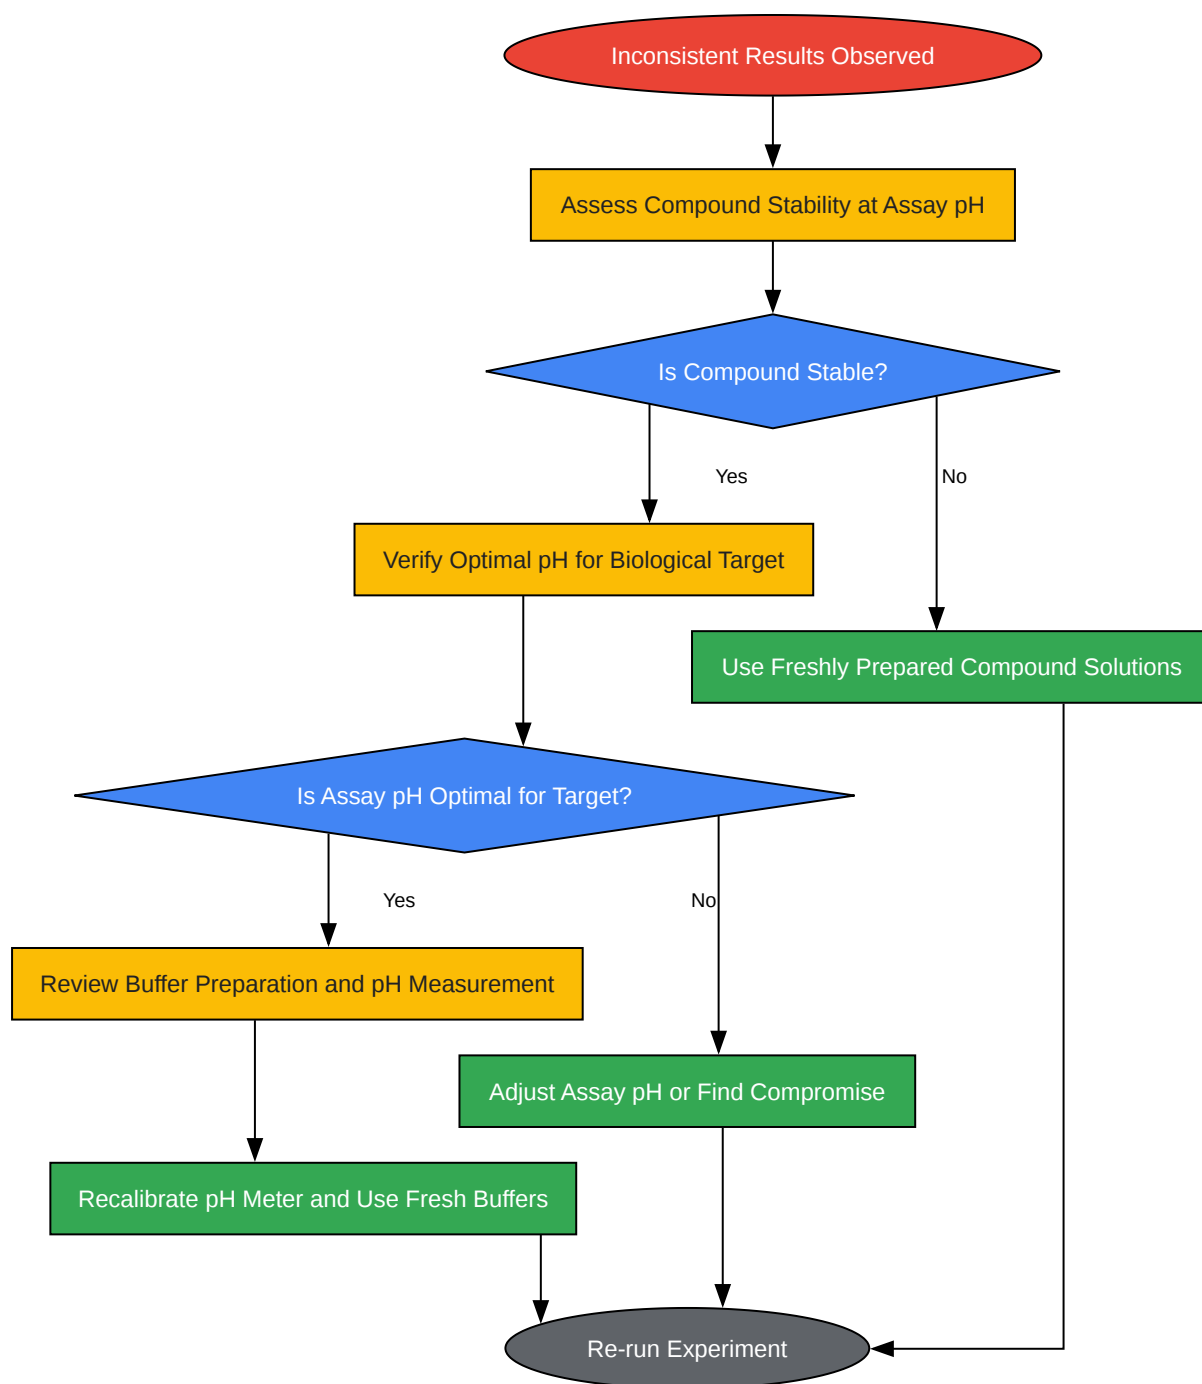 Inconsistent Results Observed
Assess Compound Stability at Assay pH
Is Compound Stable?
Yes
No
Verify Optimal pH for Biological Target
Use Freshly Prepared Compound Solutions
Is Assay pH Optimal for Target?
Yes
No
Review Buffer Preparation and pH Measurement
Adjust Assay pH or Find Compromise
Recalibrate pH Meter and Use Fresh Buffers
Re-run Experiment